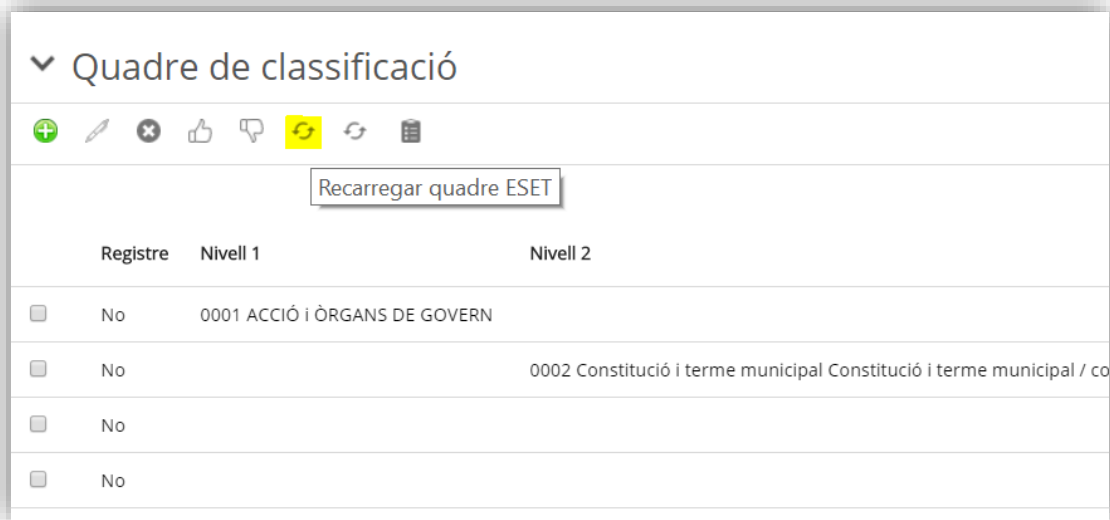 Quadre de classificació
Recarregar quadre ESET
Registre Nivell 1 Nivell 2
No 0001 ACCIÓ i ÒRGANS DE GOVERN
No 0002 Constitució i terme municipal Constitució i terme municipal / co
No
No